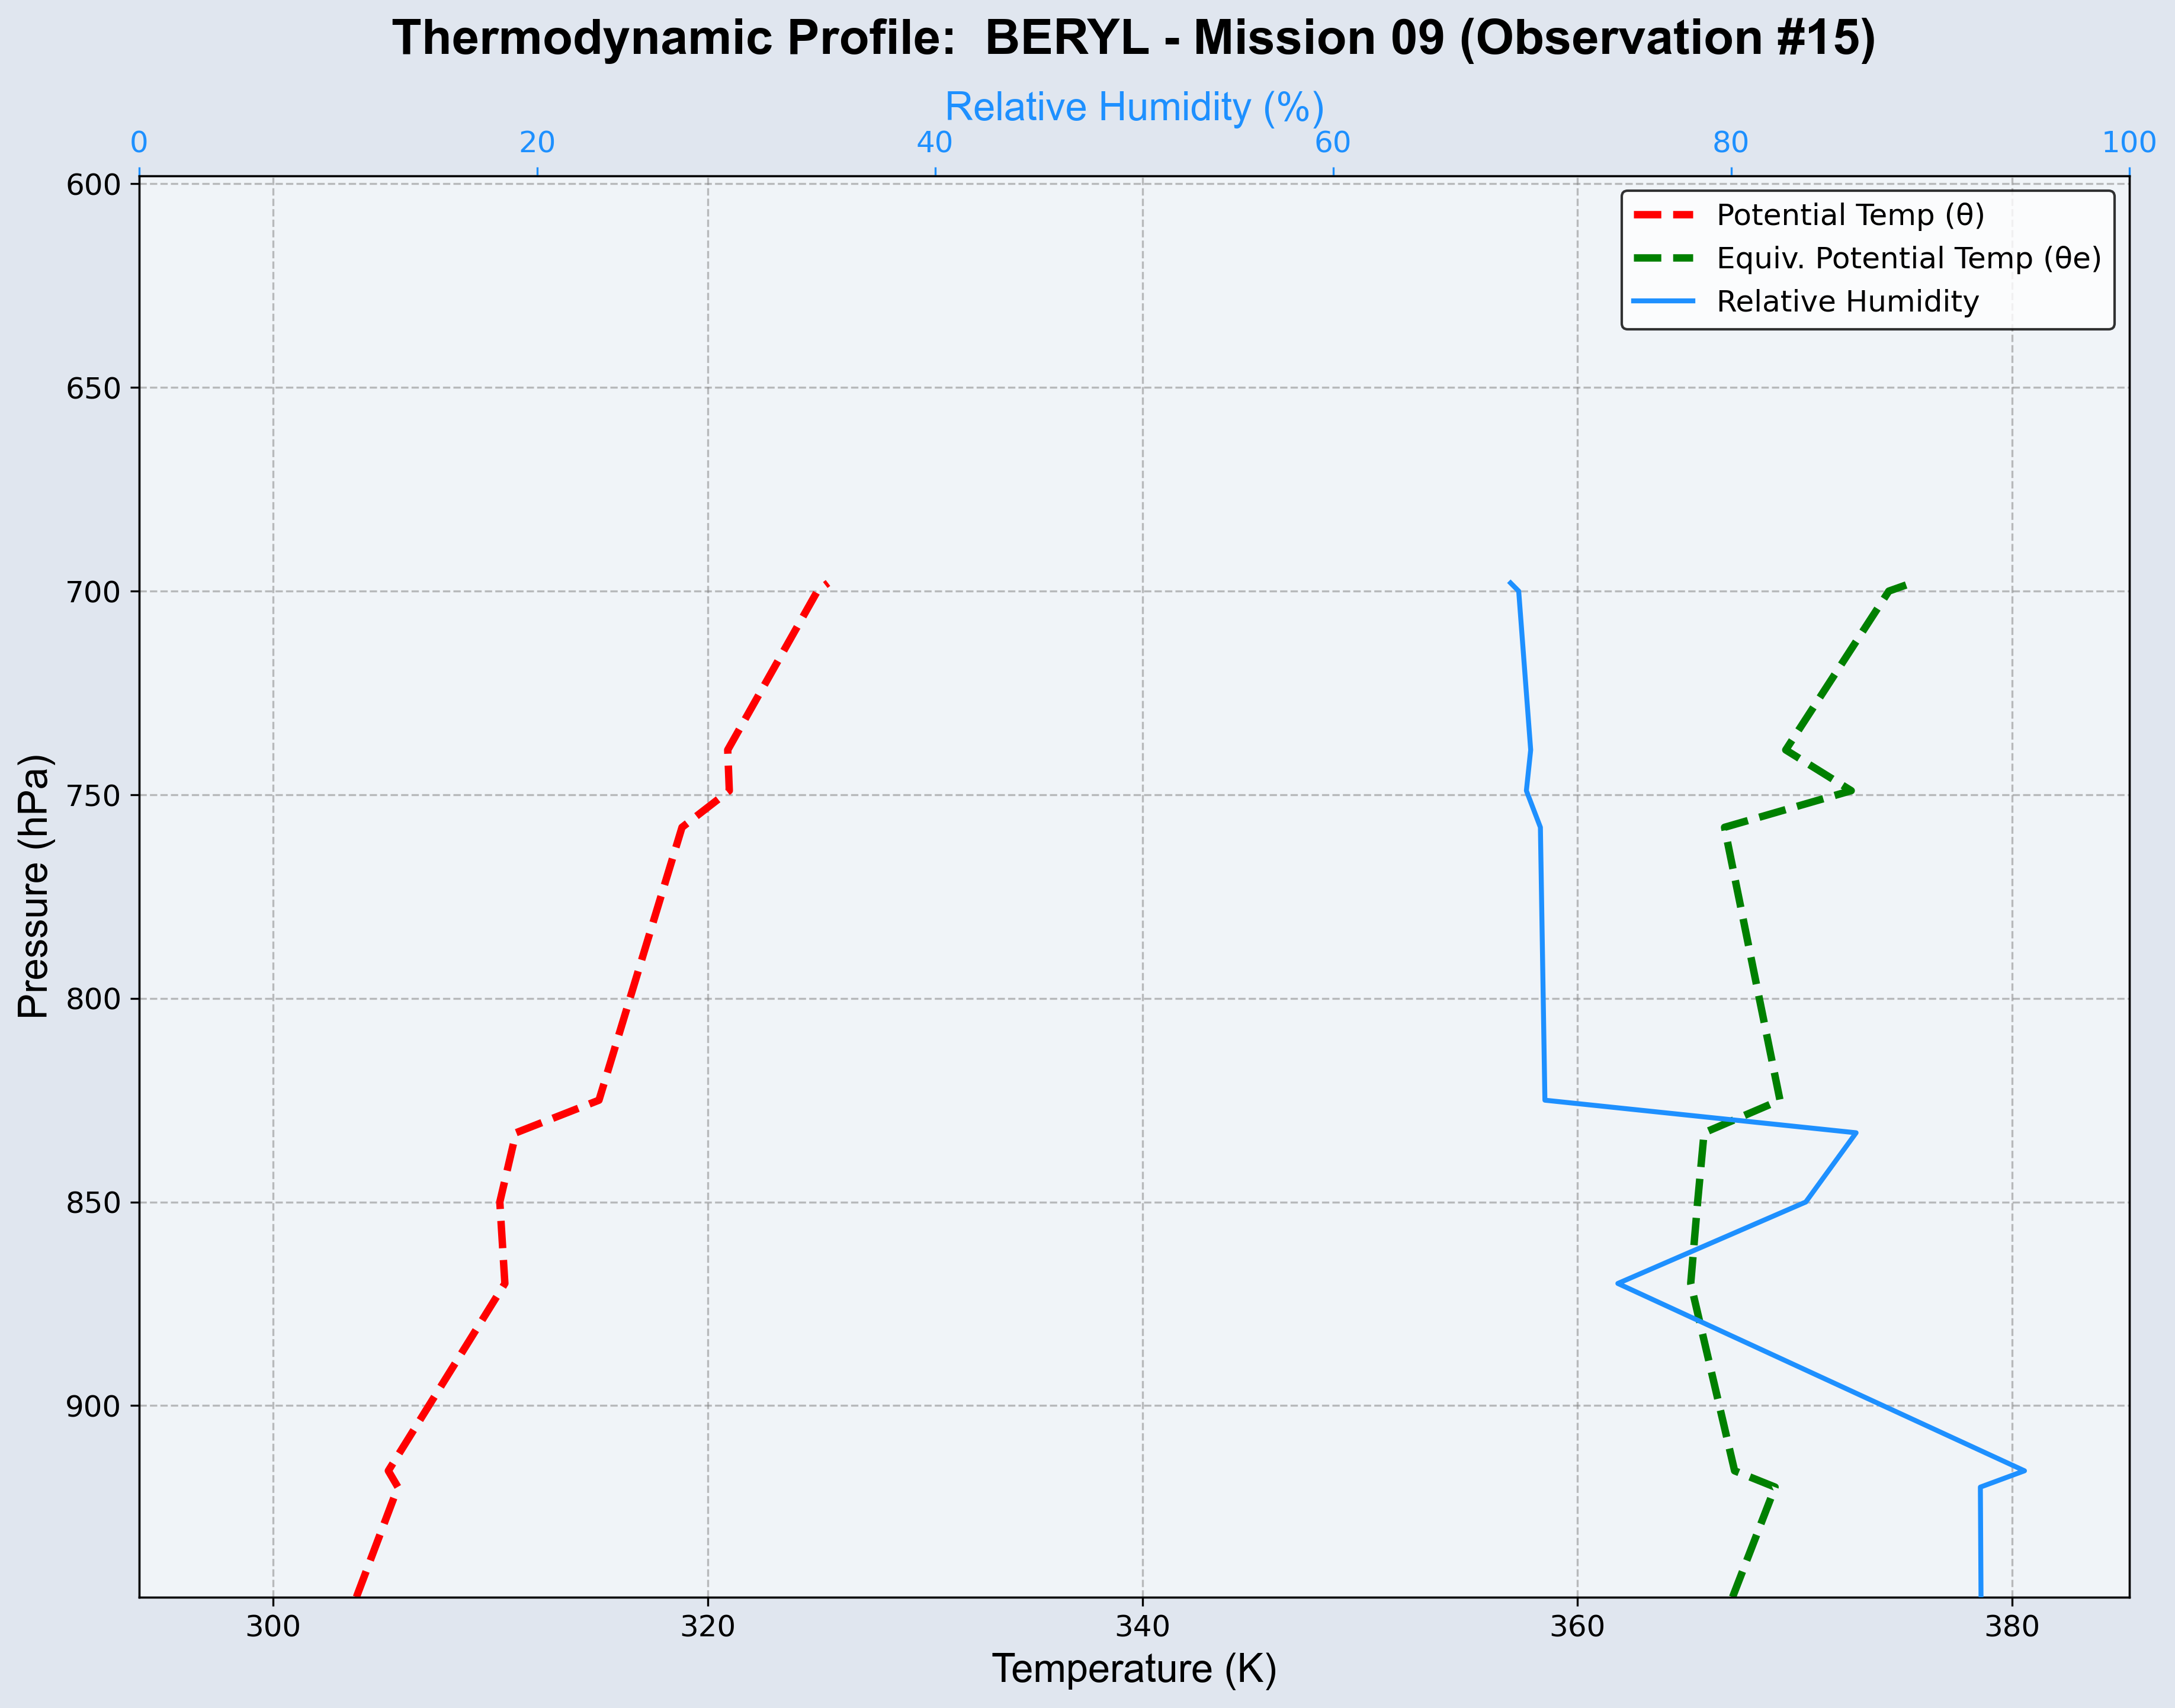 Thermodynamic Profile:  BERYL - Mission 09 (Observation #15)
Relative Humidity (%)
0 20 40 60 80 100
Potential Temp (θ)
Equiv. Potential Temp (θe)
Relative Humidity
600
650
700
750
800
850
900
Pressure (hPa)
300 320 340 360 380
Temperature (K)